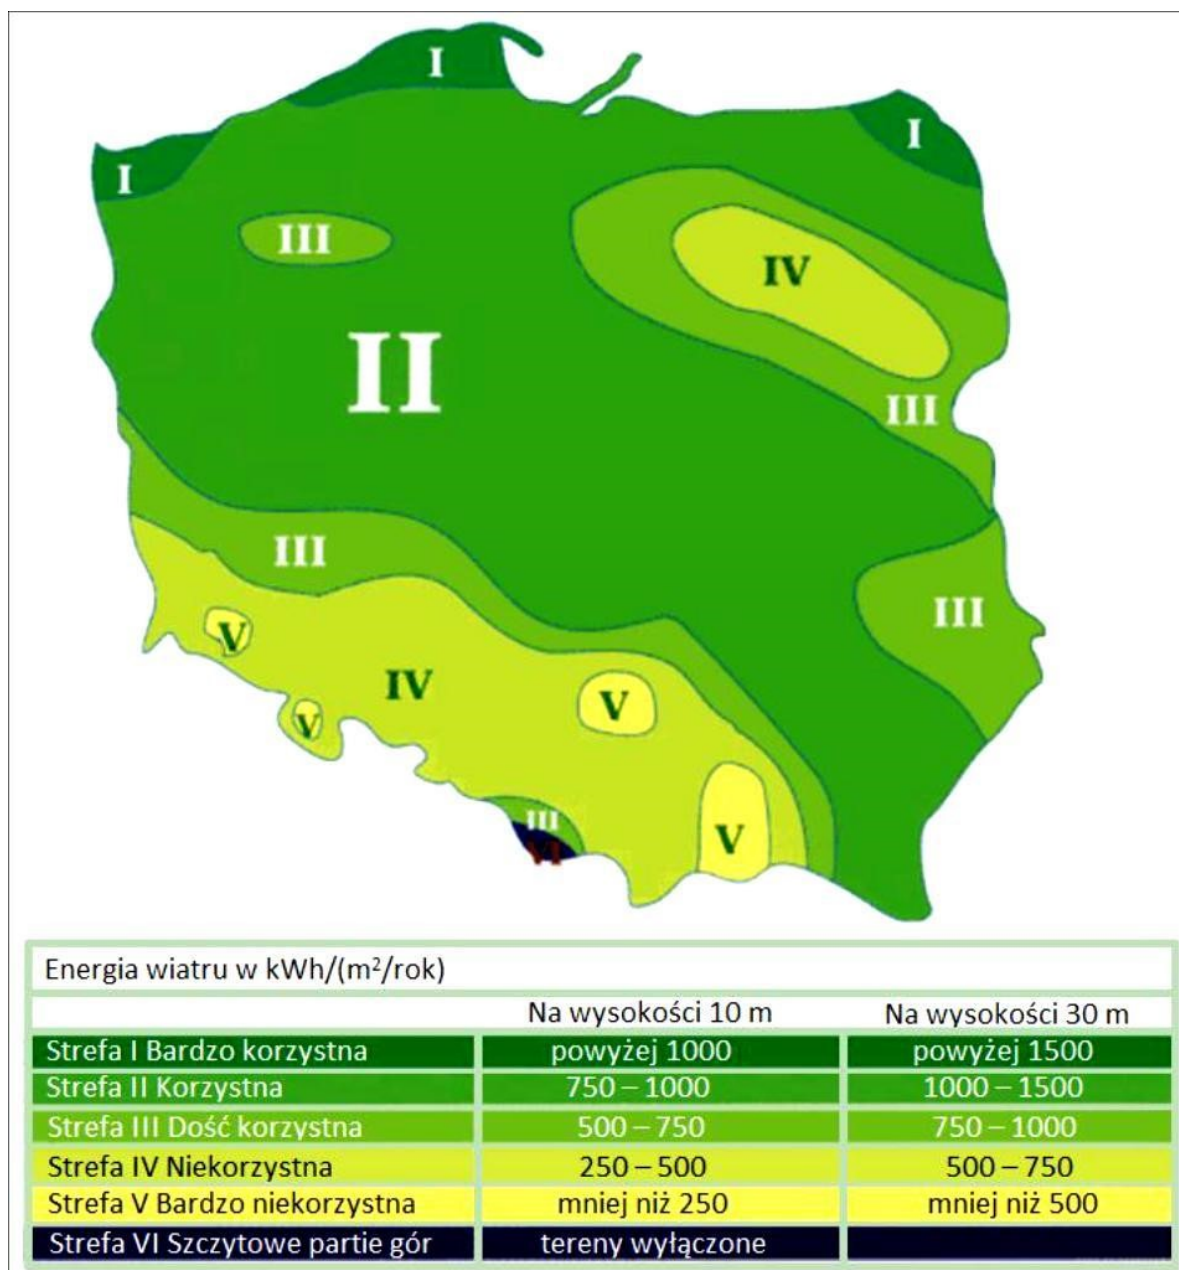 I
I
I
III
IV
II
III
III
III
V
IV
V
V
III
VI
V
Energia wiatru w kWh/(m²/rok)
Na wysokości 10 m Na wysokości 30 m
Strefa I Bardzo korzystna powyżej 1000 powyżej 1500
Strefa II Korzystna 750 – 1000 1000 – 1500
Strefa III Dość korzystna 500 – 750 750 – 1000
Strefa IV Niekorzystna 250 – 500 500 – 750
Strefa V Bardzo niekorzystna mniej niż 250 mniej niż 500
Strefa VI Szczytowe partie gór tereny wyłączone